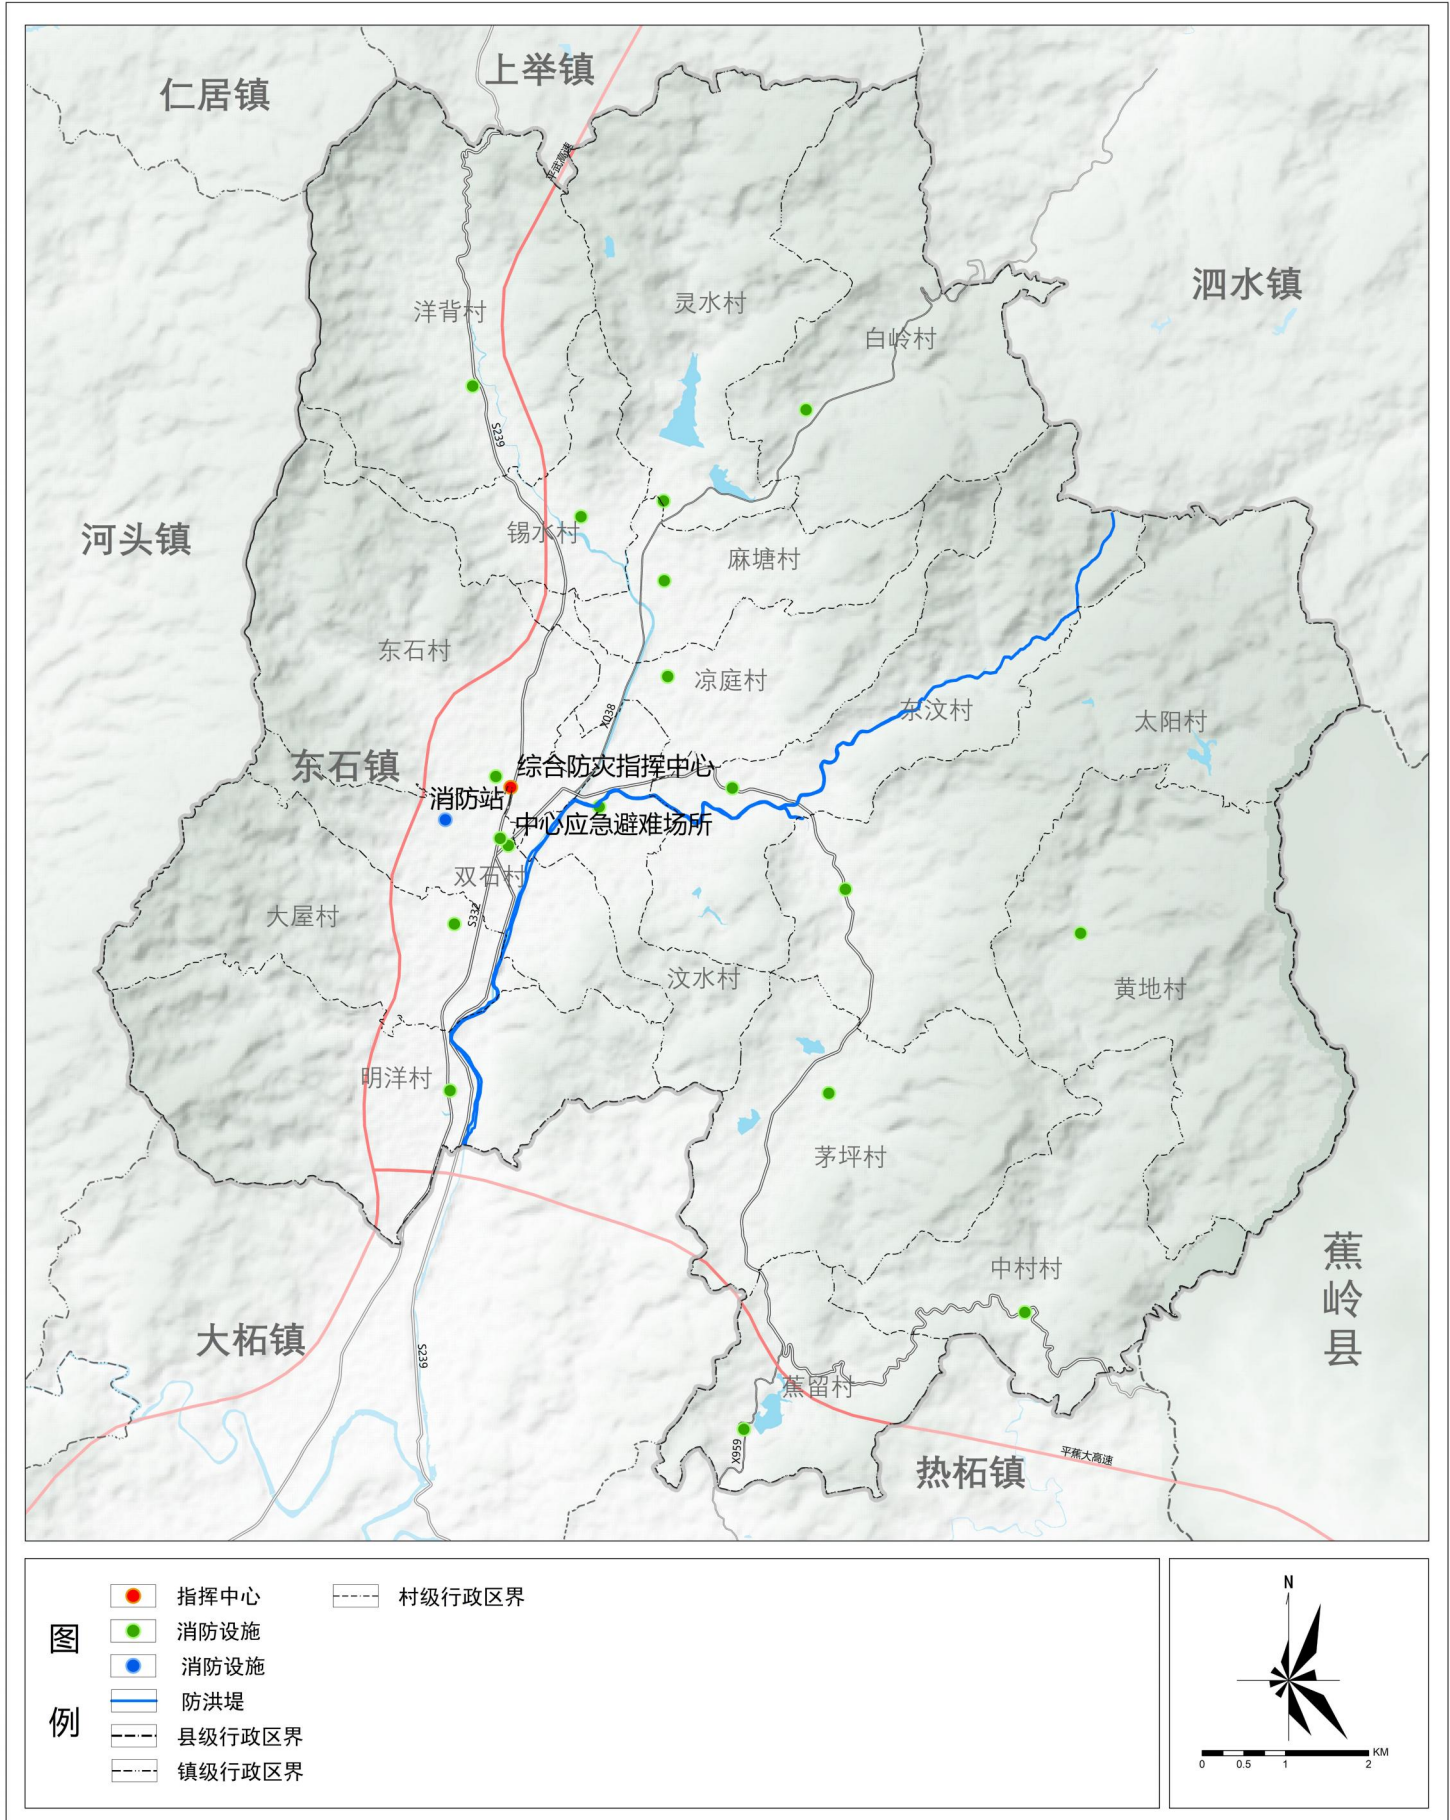 上举镇
仁居镇
平武高速
泗水镇
灵水村
洋背村
白岭村
S239
锡水村
河头镇
麻塘村
东石村
凉庭村
X038
东汶村
太阳村
东石镇
综合防灾指挥中心
消防站
中心应急避难场所
双石村
大屋村
S332
汶水村
黄地村
明洋村
茅坪村
中村村
蕉
岭
县
大柘镇
S239
蕉留村
X959
平蕉大高速
热柘镇
图
例
指挥中心
村级行政区界
消防设施
消防设施
防洪堤
县级行政区界
镇级行政区界
N
KM
0 0.5 1 2